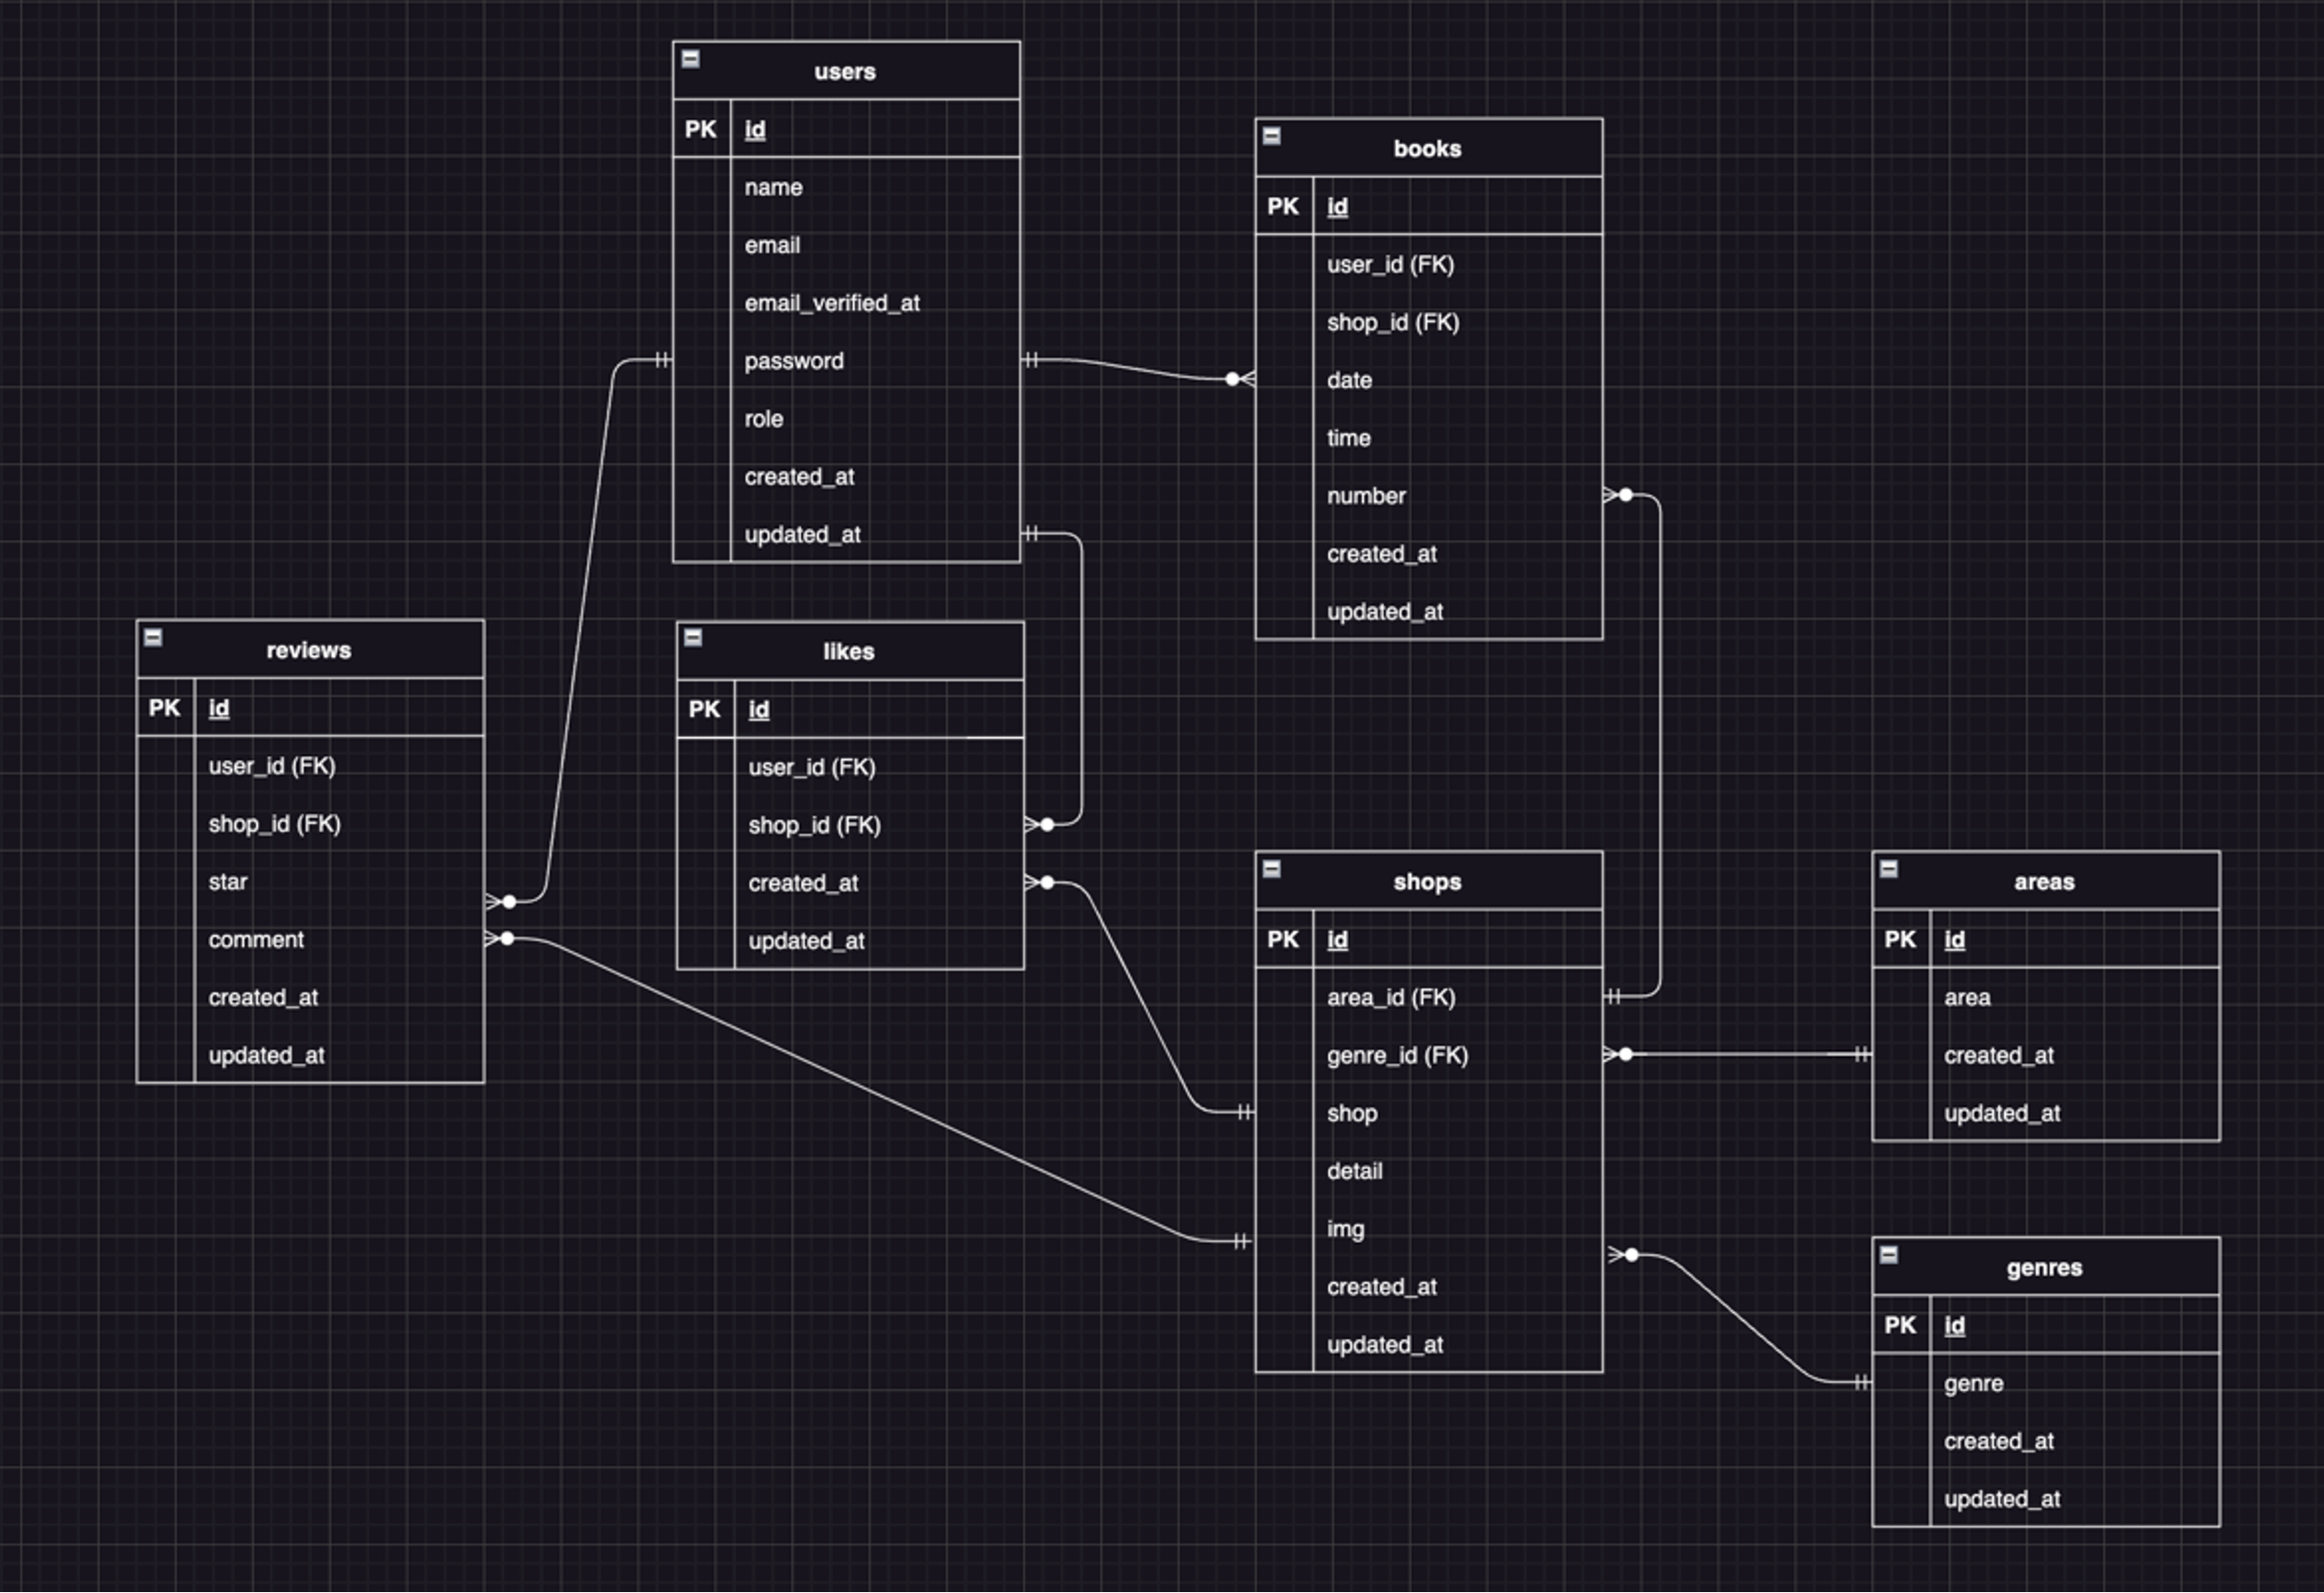 users
PK id
name
email
email_verified_at
password
role
created_at
updated_at
books
PK id
user_id (FK)
shop_id (FK)
date
time
number
created_at
updated_at
reviews
PK id
user_id (FK)
shop_id (FK)
star
comment
created_at
updated_at
likes
PK id
user_id (FK)
shop_id (FK)
created_at
updated_at
shops
PK id
area_id (FK)
genre_id (FK)
shop
detail
img
created_at
updated_at
areas
PK id
area
created_at
updated_at
genres
PK id
genre
created_at
updated_at